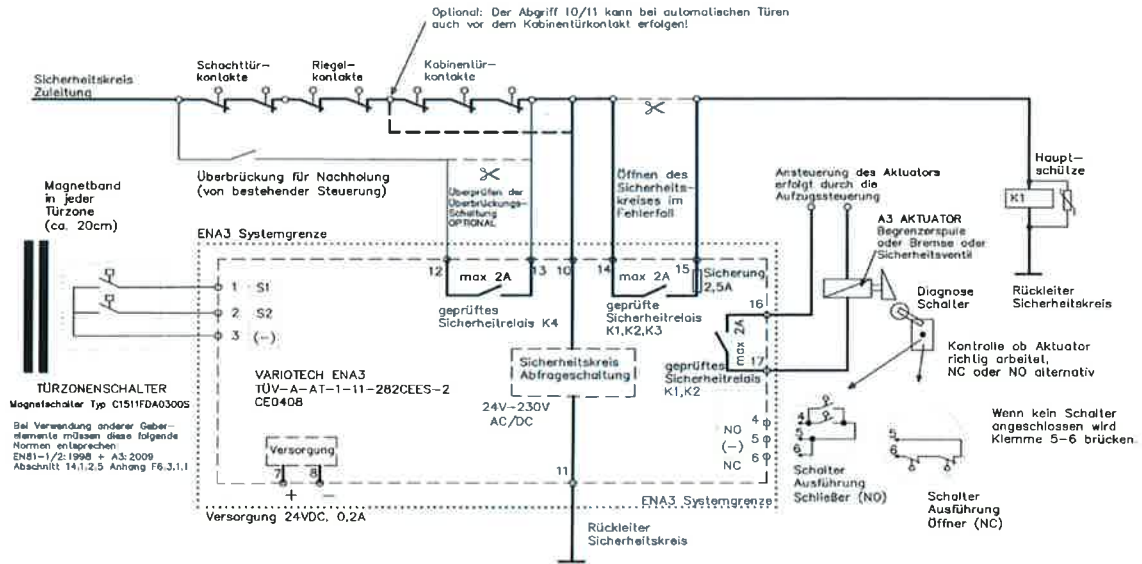 Optional: Der Abgriff 10/11 kann bei automatischen Türen
auch vor dem Kabinentürkontakt erfolgen!
Sicherheitskreis
Zuleitung
Schachttür-
kontakte
Riegel-
kontakte
Kabinentür-
kontakte
Überbrückung für Nachholung
(von bestehender Steuerung)
Überprüfen der
Überbrückungs-
Schaltung
OPTIONAL
Öffnen des
Sicherheits-
kreises im
Fehlerfall
Ansteuerung des Aktuators
erfolgt durch die
Aufzugssteuerung
Haupt-
schütze
K1
Magnetband
in jeder
Türzone
(ca. 20cm)
A3 AKTUATOR
Begrenzerspule
oder Bremse oder
Sicherheitsventil
ENA3 Systemgrenze
12
max 2A
13
10
14
max 2A
15
Sicherung
2,5A
1 S1
2 S2
3 (-)
geprüftes
Sicherheitrelais K4
geprüfte
Sicherheitrelais
K1,K2,K3
16
max 2A
17
geprüftes
Sicherheitrelais
K1,K2
Diagnose
Schalter
Rückleiter
Sicherheitskreis
Kontrolle ob Aktuator
richtig arbeitet,
NC oder NO alternativ
Sicherheitskreis
Abfrageschaltung
VARIOTECH ENA3
TÜV-A-AT-1-11-282CEES-2
CE0408
24V-230V
AC/DC
TÜRZONENSCHALTER
Magnetschalter Typ C1511FDA0300S
Bei Verwendung anderer Geber-
elemente müssen diese folgende
Normen entsprechen
EN81-1/2:1998 + A3:2009
Abschnitt 14.1.2.5 Anhang F6.3.1.1
NO 4
(-) 5
NC 6
4
5
6
5
6
Wenn kein Schalter
angeschlossen wird
Klemme 5-6 brücken.
Versorgung
7 8
+ -
11
Schalter
Ausführung
Schließer (NO)
Schalter
Ausführung
Öffner (NC)
ENA3 Systemgrenze
Versorgung 24VDC, 0,2A
Rückleiter
Sicherheitskreis